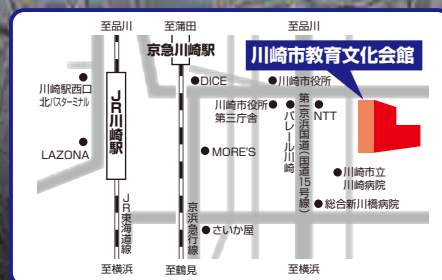 至品川
至蒲田
至品川
京急川崎駅
川崎市教育文化会館
DICE
川崎市役所
川崎駅西口
北バスターミナル
JR川崎駅
川崎市役所
第三庁舎
パレール川崎
第一京浜国道(国道15号線)
NTT
LAZONA
MORE'S
川崎市立
川崎病院
JR東海道線
京浜急行線
総合新川橋病院
さいか屋
至横浜
至鶴見
至横浜